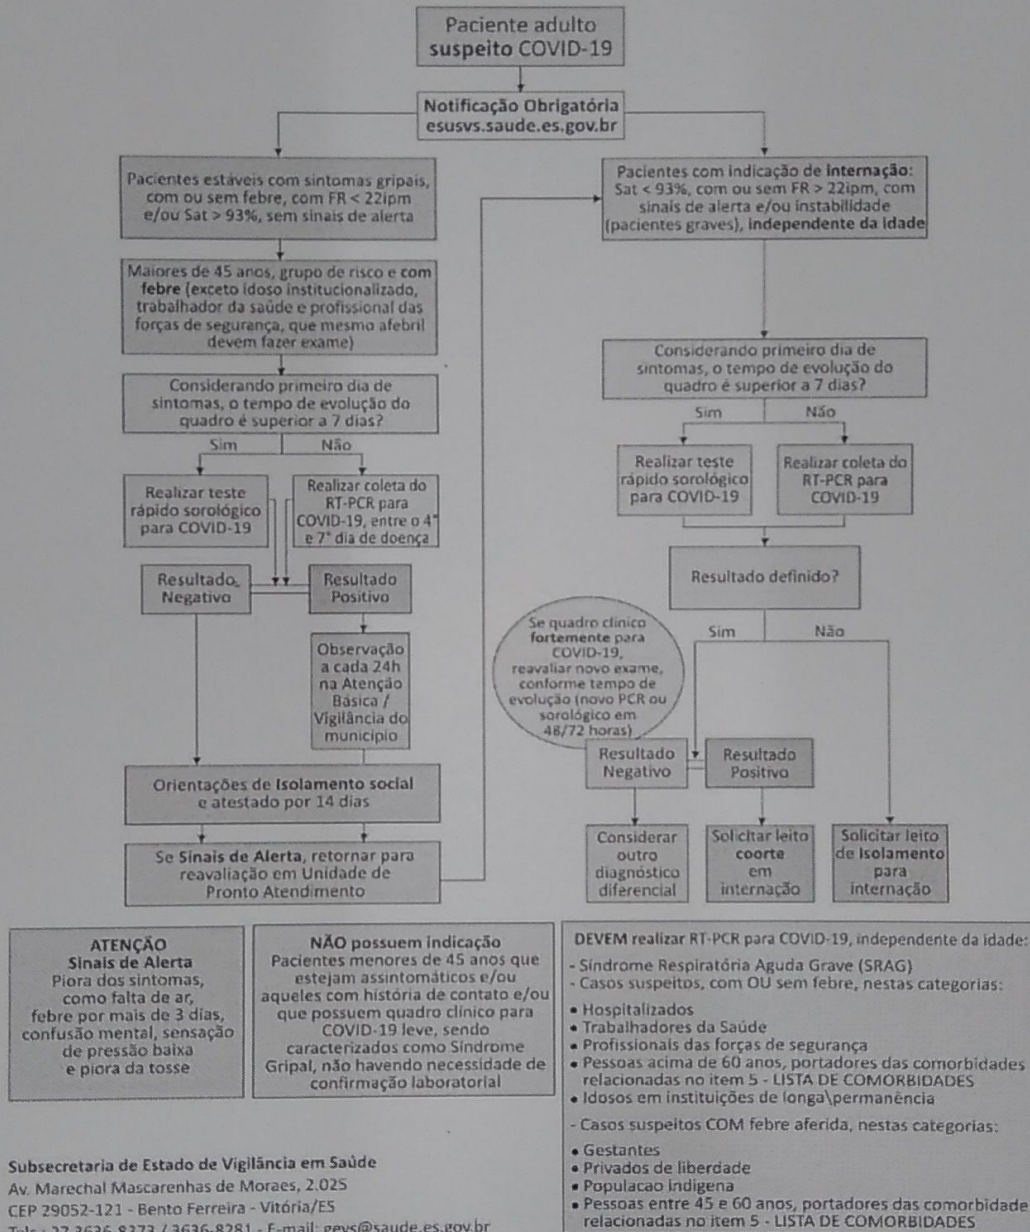 Paciente adulto
suspeito COVID-19
Notificação Obrigatória
esusvs.saude.es.gov.br
Pacientes estáveis com sintomas gripais,
com ou sem febre, com FR < 22ipm
e/ou Sat > 93%, sem sinais de alerta
Maiores de 45 anos, grupo de risco e com
febre (exceto idoso institucionalizado,
trabalhador da saúde e profissional das
forças de segurança, que mesmo afebril
devem fazer exame)
Considerando primeiro dia de
sintomas, o tempo de evolução do
quadro é superior a 7 dias?
Sim
Não
Realizar teste
rápido sorológico
para COVID-19
Realizar coleta do
RT-PCR para
COVID-19, entre o 4°
e 7° dia de doença
Resultado
Negativo
Resultado
Positivo
Observação
a cada 24h
na Atenção
Básica /
Vigilância do
município
Orientações de Isolamento social
e atestado por 14 dias
Se Sinais de Alerta, retornar para
reavaliação em Unidade de
Pronto Atendimento
Pacientes com indicação de internação:
Sat < 93%, com ou sem FR > 22ipm, com
sinais de alerta e/ou instabilidade
(pacientes graves), independente da idade
Considerando primeiro dia de
sintomas, o tempo de evolução do
quadro é superior a 7 dias?
Sim
Não
Realizar teste
rápido sorológico
para COVID-19
Realizar coleta do
RT-PCR para
COVID-19
Resultado definido?
Sim
Não
Se quadro clínico
fortemente para
COVID-19,
reavaliar novo exame,
conforme tempo de
evolução (novo PCR ou
sorológico em
48/72 horas)
Resultado
Negativo
Resultado
Positivo
Considerar
outro
diagnóstico
diferencial
Solicitar leito
coorte
em
internação
Solicitar leito
de Isolamento
para
internação
ATENÇÃO
Sinais de Alerta
Piora dos sintomas,
como falta de ar,
febre por mais de 3 dias,
confusão mental, sensação
de pressão baixa
e piora da tosse
NÃO possuem indicação
Pacientes menores de 45 anos que
estejam assintomáticos e/ou
aqueles com história de contato e/ou
que possuem quadro clínico para
COVID-19 leve, sendo
caracterizados como Síndrome
Gripal, não havendo necessidade de
confirmação laboratorial
DEVEM realizar RT-PCR para COVID-19, independente da idade:
- Síndrome Respiratória Aguda Grave (SRAG)
- Casos suspeitos, com OU sem febre, nestas categorias:
• Hospitalizados
• Trabalhadores da Saúde
• Profissionais das forças de segurança
• Pessoas acima de 60 anos, portadores das comorbidades
relacionadas no item 5 - LISTA DE COMORBIDADES
• Idosos em instituições de longa\permanência
- Casos suspeitos COM febre aferida, nestas categorias:
• Gestantes
• Privados de liberdade
• Populacao indígena
• Pessoas entre 45 e 60 anos, portadores das comorbidade
relacionadas no item 5 - LISTA DE COMORBIDADES
Subsecretaria de Estado de Vigilância em Saúde
Av. Marechal Mascarenhas de Moraes, 2.025
CEP 29052-121 - Bento Ferreira - Vitória/ES
Tels.: 27 3636-8273 / 3636-8281 - E-mail: gevs@saude.es.gov.br